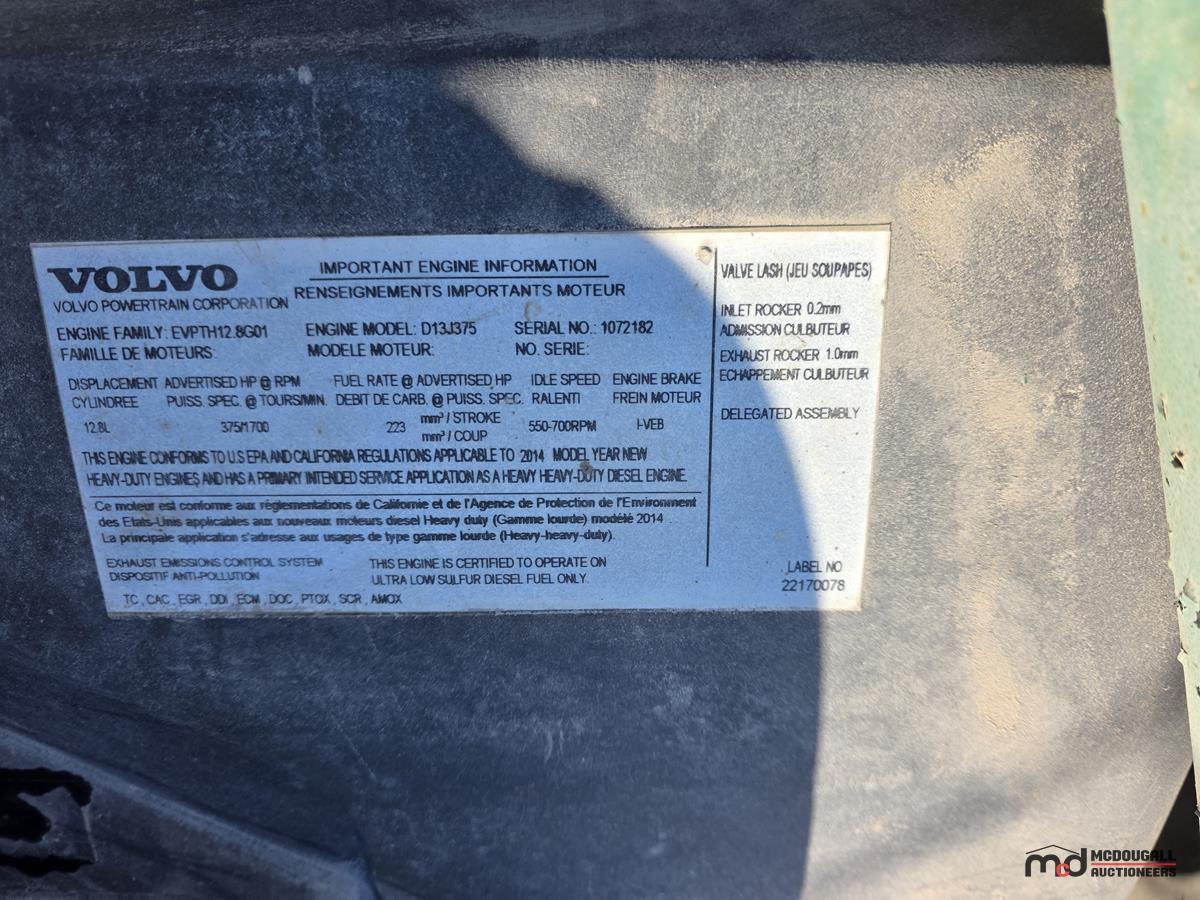 VOLVO
VOLVO POWERTRAIN CORPORATION
IMPORTANT ENGINE INFORMATION
RENSEIGNEMENTS IMPORTANTS MOTEUR
ENGINE FAMILY: EVPTH12.8G01 ENGINE MODEL: D13J375 SERIAL NO.: 1072182
FAMILLE DE MOTEURS: MODELE MOTEUR: NO. SERIE:
DISPLACEMENT ADVERTISED HP @ RPM FUEL RATE @ ADVERTISED HP IDLE SPEED ENGINE BRAKE
CYLINDREE PUISS. SPEC. @ TOURS/MIN. DEBIT DE CARB. @ PUISS. SPEC. RALENTI FREIN MOTEUR
12.8L 375/1700 223 mm³ / STROKE 550-700RPM I-VEB
mm³ / COUP
THIS ENGINE CONFORMS TO U.S EPA AND CALIFORNIA REGULATIONS APPLICABLE TO 2014 MODEL YEAR NEW
HEAVY-DUTY ENGINES AND HAS A PRIMARY INTENDED SERVICE APPLICATION AS A HEAVY HEAVY-DUTY DIESEL ENGINE.
Ce moteur est conforme aux règlementations de Californie et de l'Agence de Protection de l'Environment
des Etats-Unis applicables aux nouveaux moteurs diesel Heavy duty (Gamme lourde) modélé 2014 .
La principale application s'adresse aux usages de type gamme lourde (Heavy-heavy-duty).
EXHAUST EMISSIONS CONTROL SYSTEM
DISPOSITIF ANTI-POLLUTION
TC , CAC , EGR , DDI , ECM , DOC , PTOX , SCR , AMOX
THIS ENGINE IS CERTIFIED TO OPERATE ON
ULTRA LOW SULFUR DIESEL FUEL ONLY.
VALVE LASH (JEU SOUPAPES)
INLET ROCKER 0.2mm
ADMISSION CULBUTEUR
EXHAUST ROCKER 1.0mm
ECHAPPEMENT CULBUTEUR
DELEGATED ASSEMBLY
LABEL NO
22170078
mcd MCDOUGALL
AUCTIONEERS